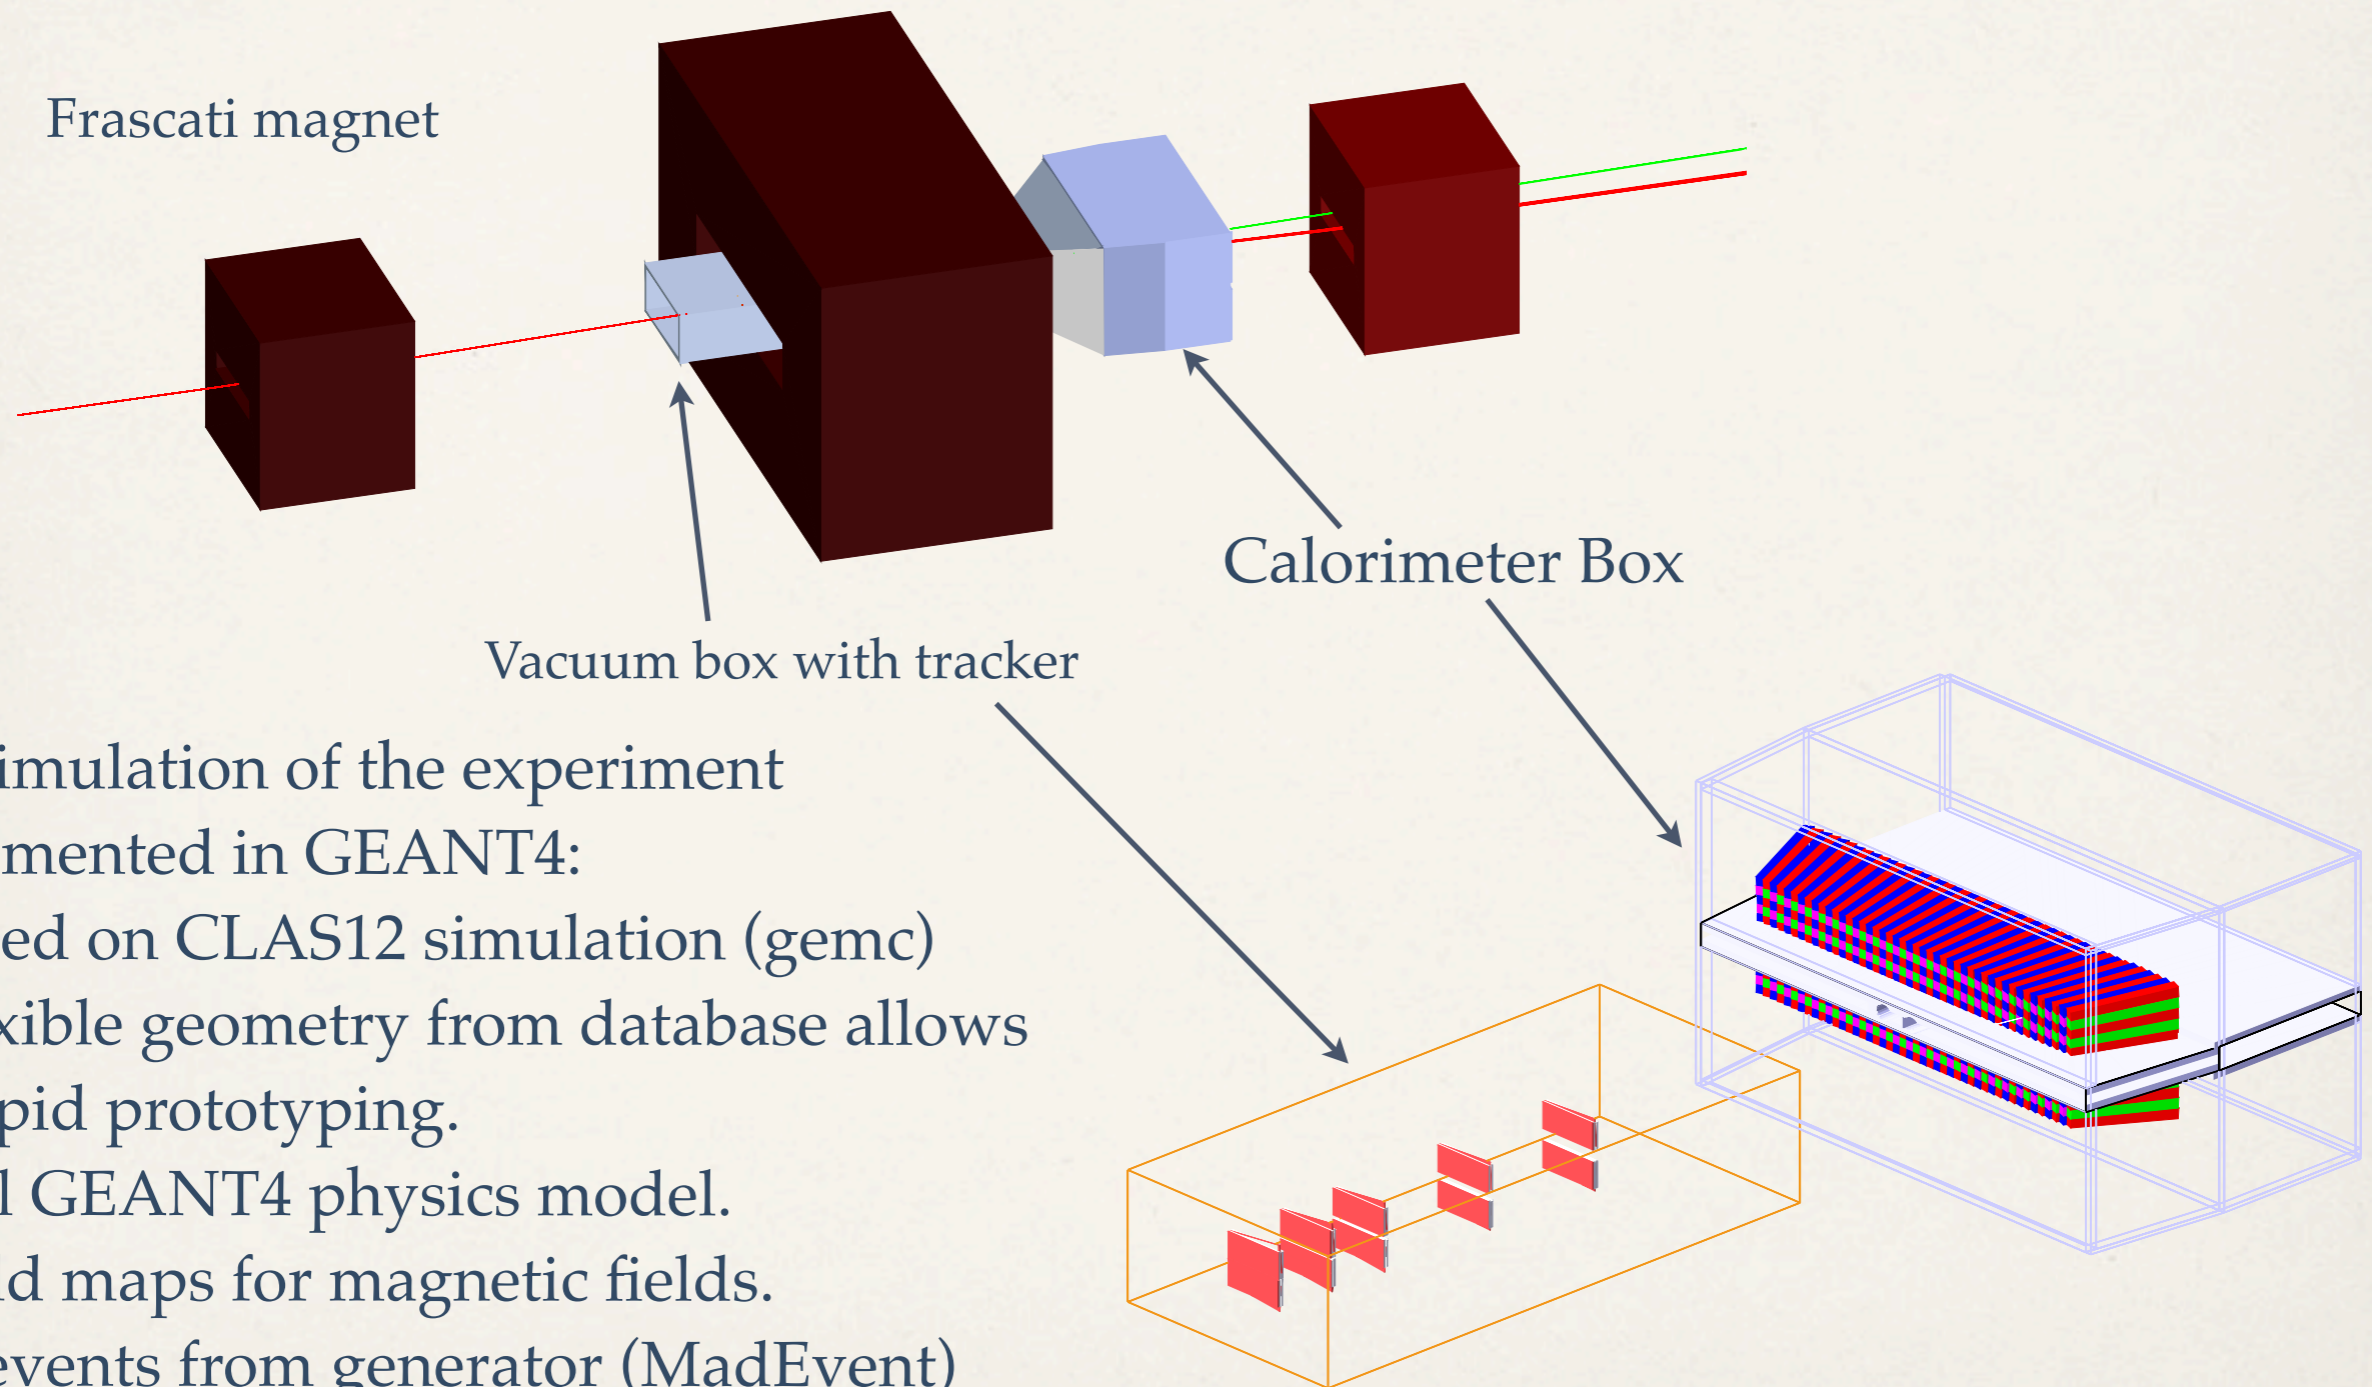 Frascati magnet
Calorimeter Box
Vacuum box with tracker
imulation of the experiment
mented in GEANT4:
ed on CLAS12 simulation (gemc)
xible geometry from database allows
pid prototyping.
l GEANT4 physics model.
ld maps for magnetic fields.
events from generator (MadEvent)